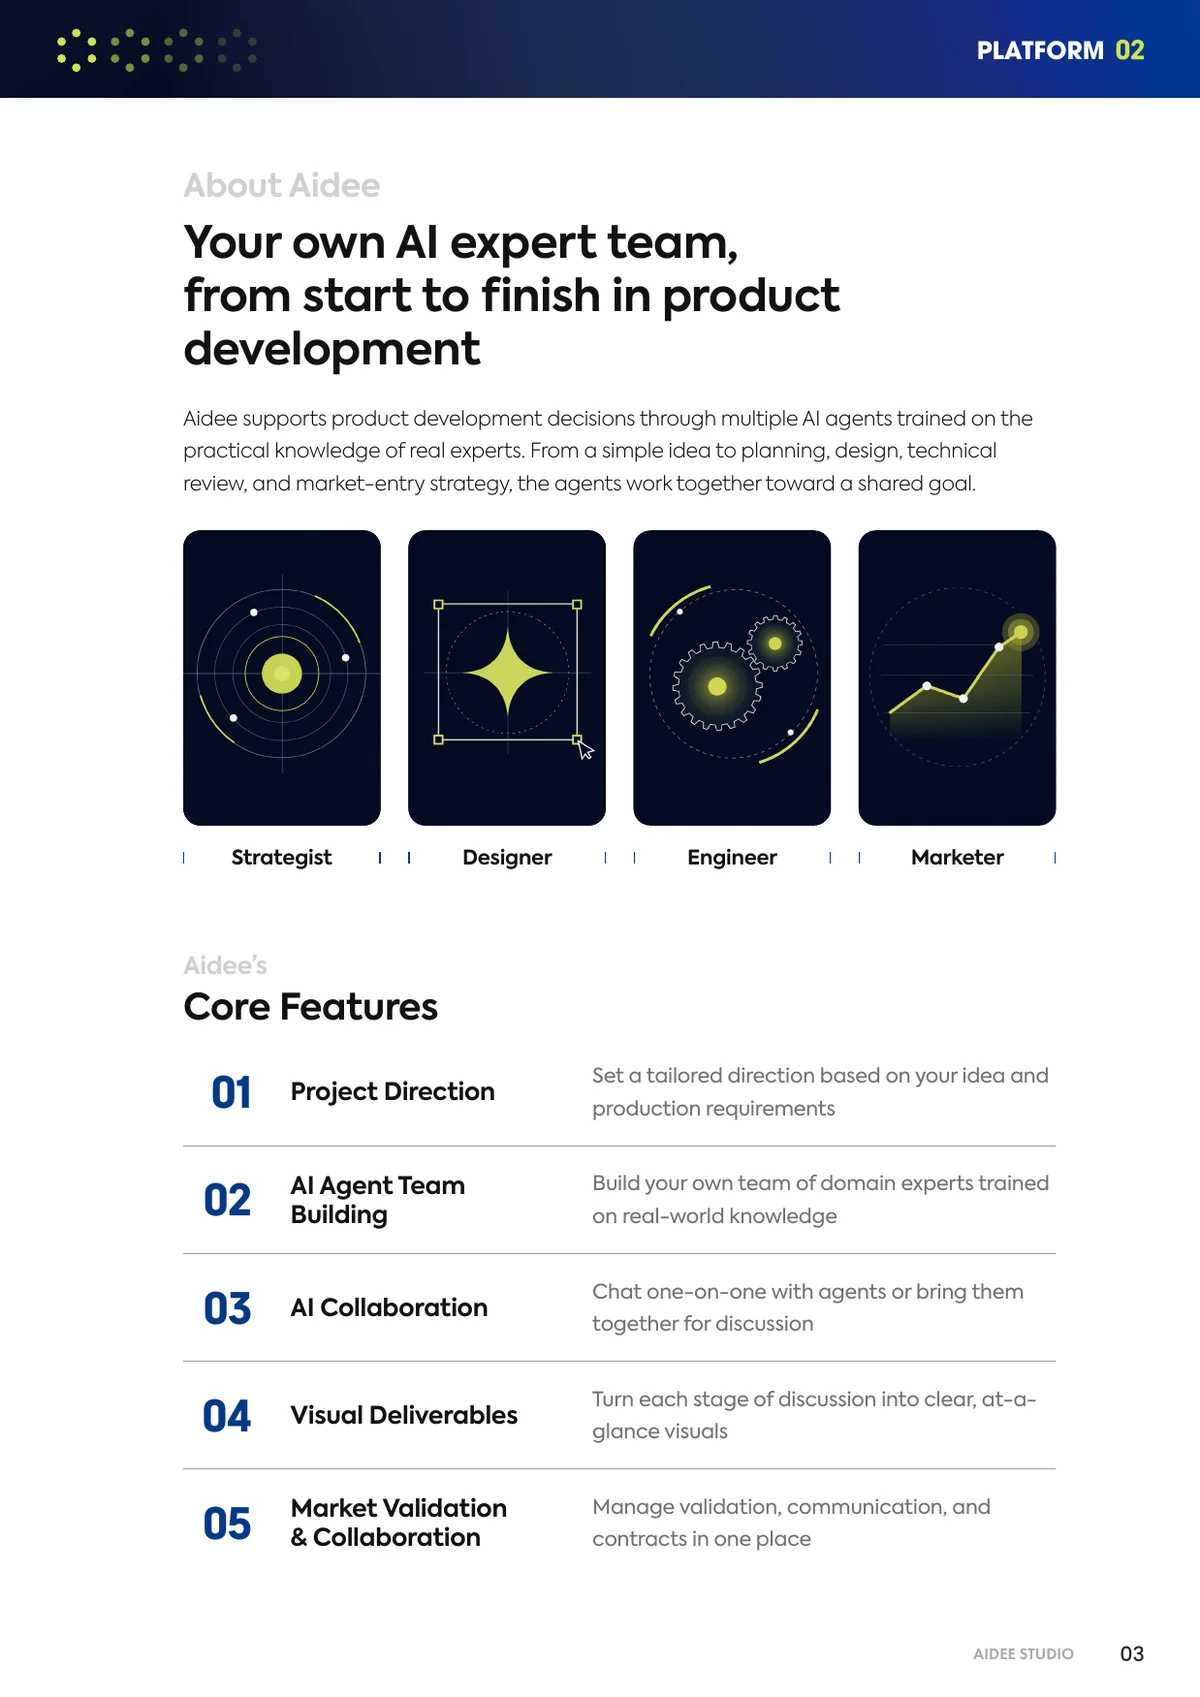 PLATFORM 02
About Aidee
Your own AI expert team,
from start to finish in product
development
Aidee supports product development decisions through multiple AI agents trained on the
practical knowledge of real experts. From a simple idea to planning, design, technical
review, and market-entry strategy, the agents work together toward a shared goal.
Strategist
Designer
Engineer
Marketer
Aidee’s
Core Features
01
Project Direction
Set a tailored direction based on your idea and
production requirements
02
AI Agent Team
Building
Build your own team of domain experts trained
on real-world knowledge
03
AI Collaboration
Chat one-on-one with agents or bring them
together for discussion
04
Visual Deliverables
Turn each stage of discussion into clear, at-a-
glance visuals
05
Market Validation
& Collaboration
Manage validation, communication, and
contracts in one place
AIDEE STUDIO
03